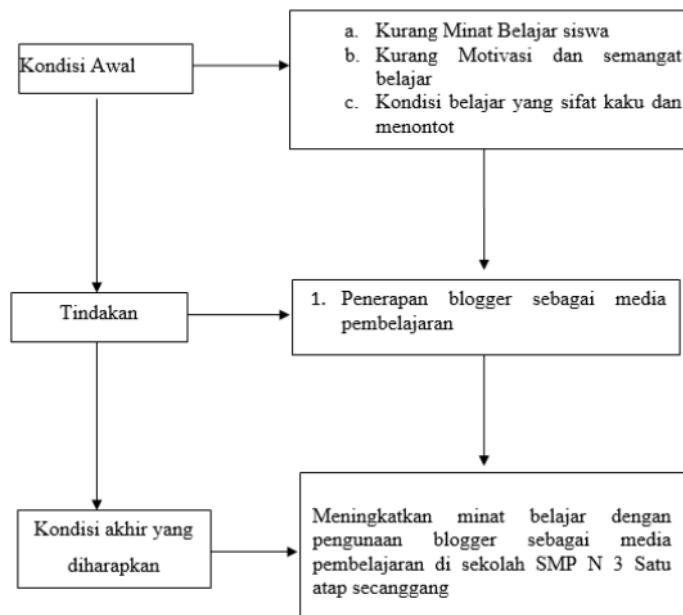 Kondisi Awal
a. Kurang Minat Belajar siswa
b. Kurang Motivasi dan semangat
belajar
c. Kondisi belajar yang sifat kaku dan
menontot
Tindakan
1. Penerapan blogger sebagai media
pembelajaran
Kondisi akhir yang
diharapkan
Meningkatkan minat belajar dengan
pengunaan blogger sebagai media
pembelajaran di sekolah SMP N 3 Satu
atap secanggang